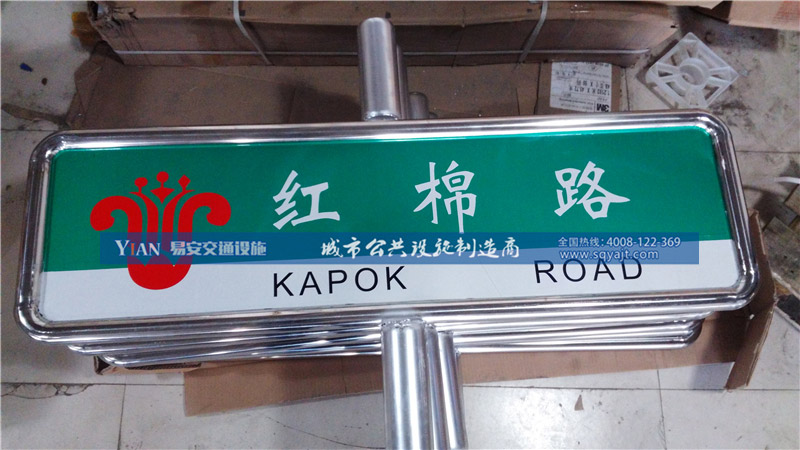 红棉路
YIAN 易安交通设施 城市公共设施制造商 全国热线:4008-122-369
www.sqyajt.com
KAPOK ROAD
3M